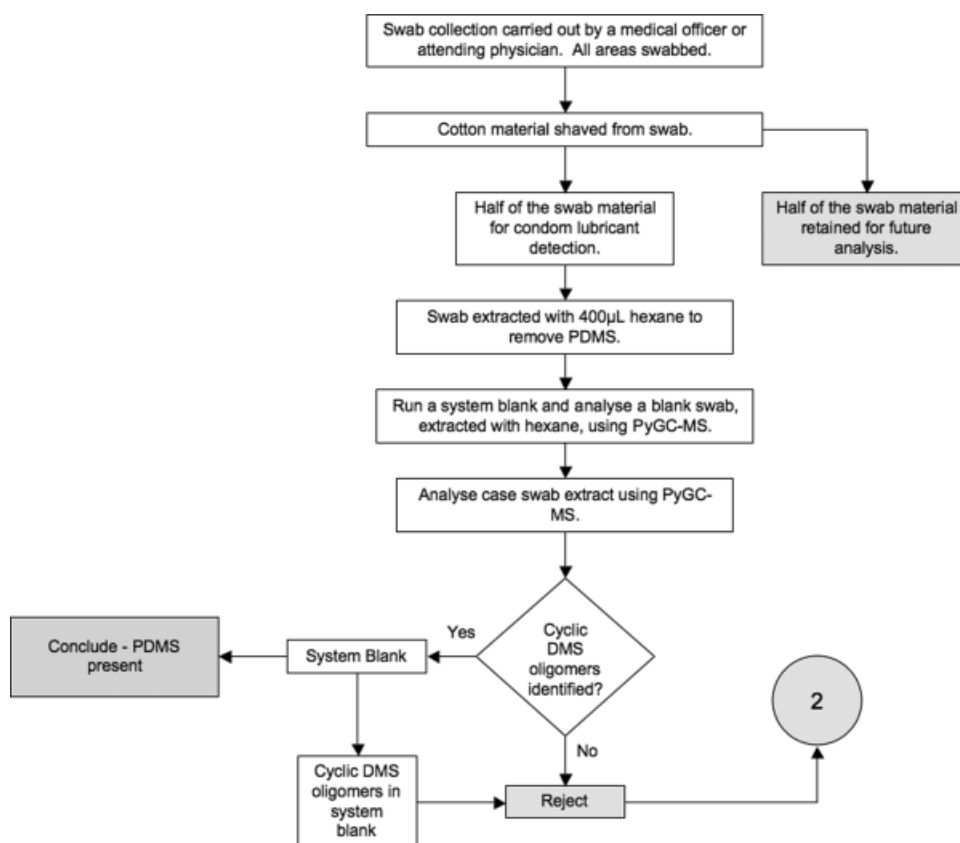 Swab collection carried out by a medical officer or
attending physician.  All areas swabbed.
Cotton material shaved from swab.
Half of the swab material
for condom lubricant
detection.
Half of the swab material
retained for future
analysis.
Swab extracted with 400µL hexane to
remove PDMS.
Run a system blank and analyse a blank swab,
extracted with hexane, using PyGC-MS.
Analyse case swab extract using PyGC-
MS.
Cyclic
DMS
oligomers
identified?
Yes
System Blank
Conclude - PDMS
present
No
Cyclic DMS
oligomers in
system
blank
Reject
2